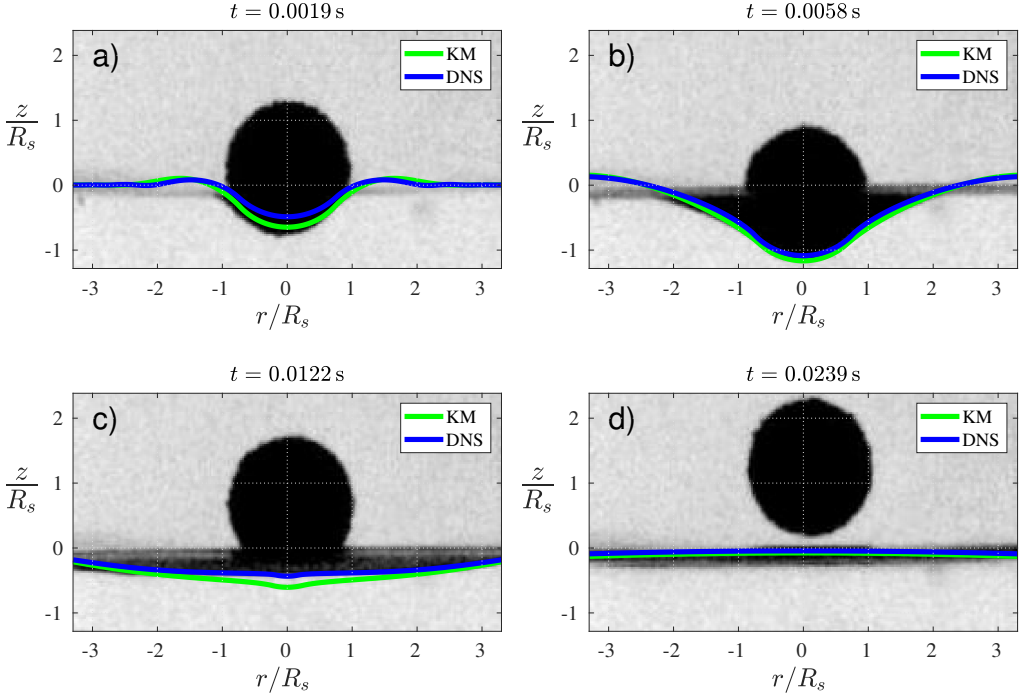 t = 0.0019 s
a)
KM
DNS
z/R_s
2
1
0
-1
-3 -2 -1 0 1 2 3
r/R_s
t = 0.0058 s
b)
KM
DNS
z/R_s
2
1
0
-1
-3 -2 -1 0 1 2 3
r/R_s
t = 0.0122 s
c)
KM
DNS
z/R_s
2
1
0
-1
-3 -2 -1 0 1 2 3
r/R_s
t = 0.0239 s
d)
KM
DNS
z/R_s
2
1
0
-1
-3 -2 -1 0 1 2 3
r/R_s